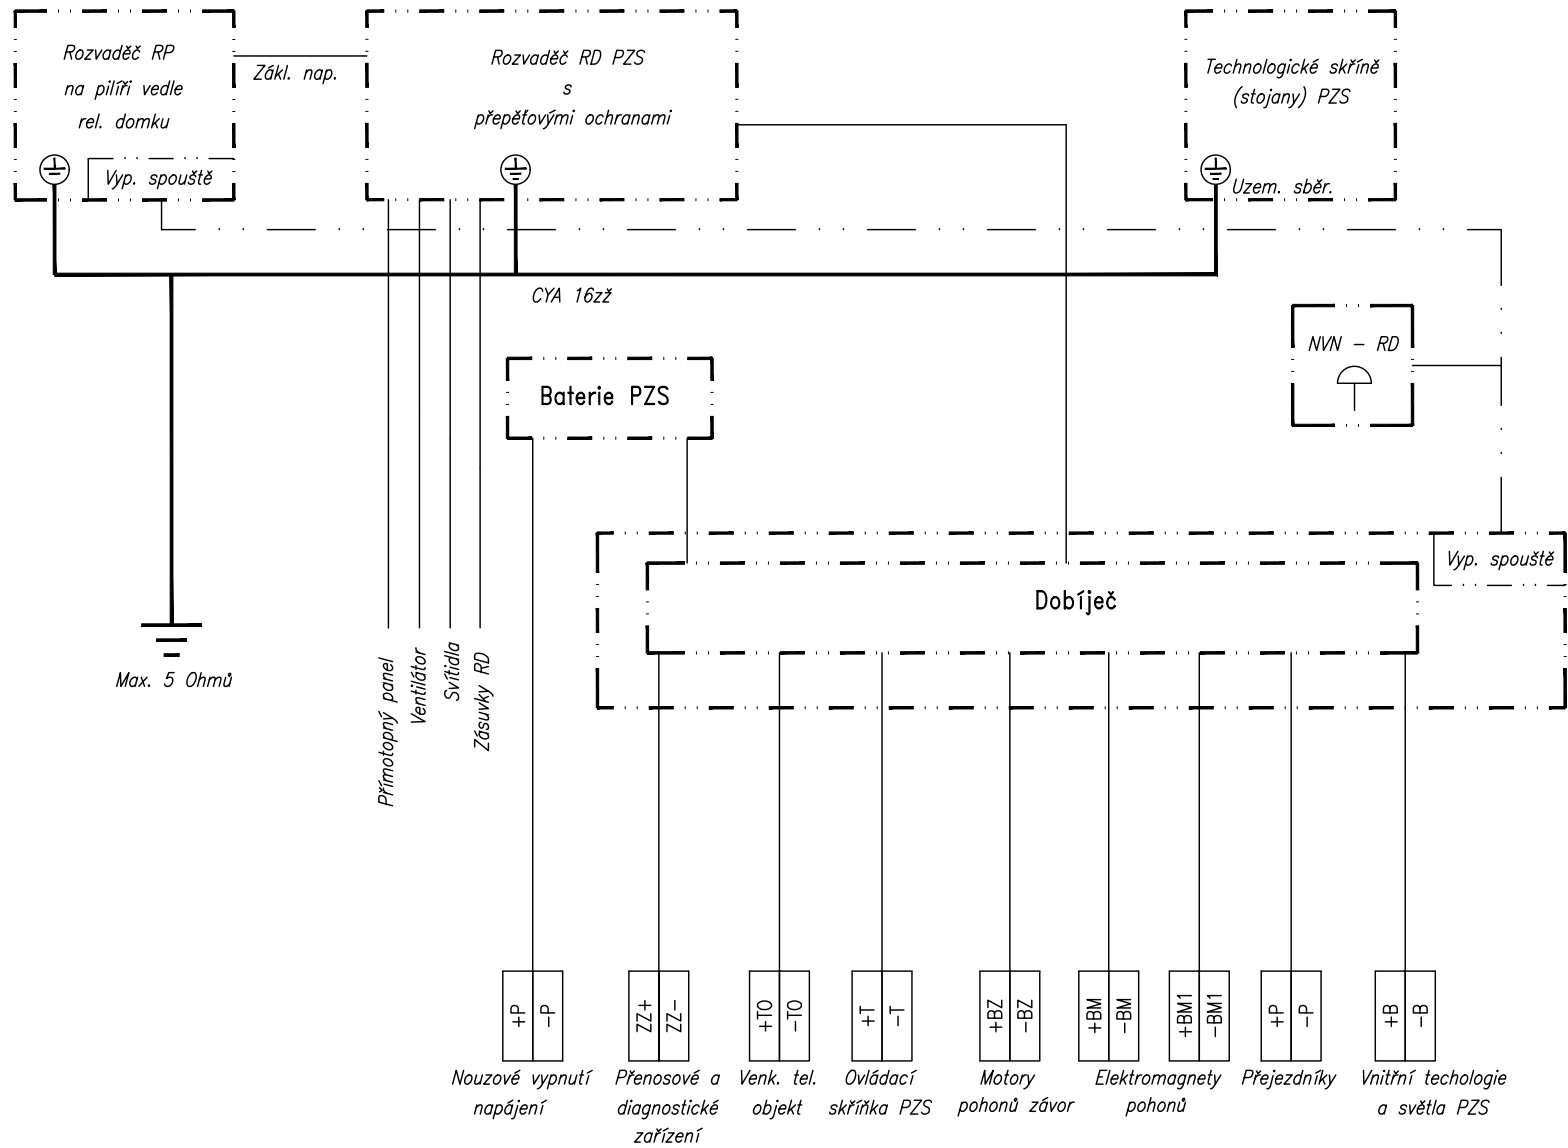 Rozvaděč RP
na pilíři vedle
rel. domku
Vyp. spouště
Zákl. nap.
Rozvaděč RD PZS
s
přepěťovými ochranami
Technologické skříně
(stojany) PZS
Uzem. sběr.
CYA 16zž
NVN – RD
Baterie PZS
Vyp. spouště
Dobíječ
Max. 5 Ohmů
Přímotopný panel
Ventilátor
Svítidla
Zásuvky RD
+P
–P
ZZ+
ZZ–
+TO
–TO
+T
–T
+BZ
–BZ
+BM
–BM
+BM1
–BM1
+P
–P
+B
–B
Nouzové vypnutí
napájení
Přenosové a
diagnostické
zařízení
Venk. tel.
objekt
Ovládací
skříňka PZS
Motory
pohonů závor
Elektromagnety
pohonů
Přejezdníky
Vnitřní techologie
a světla PZS